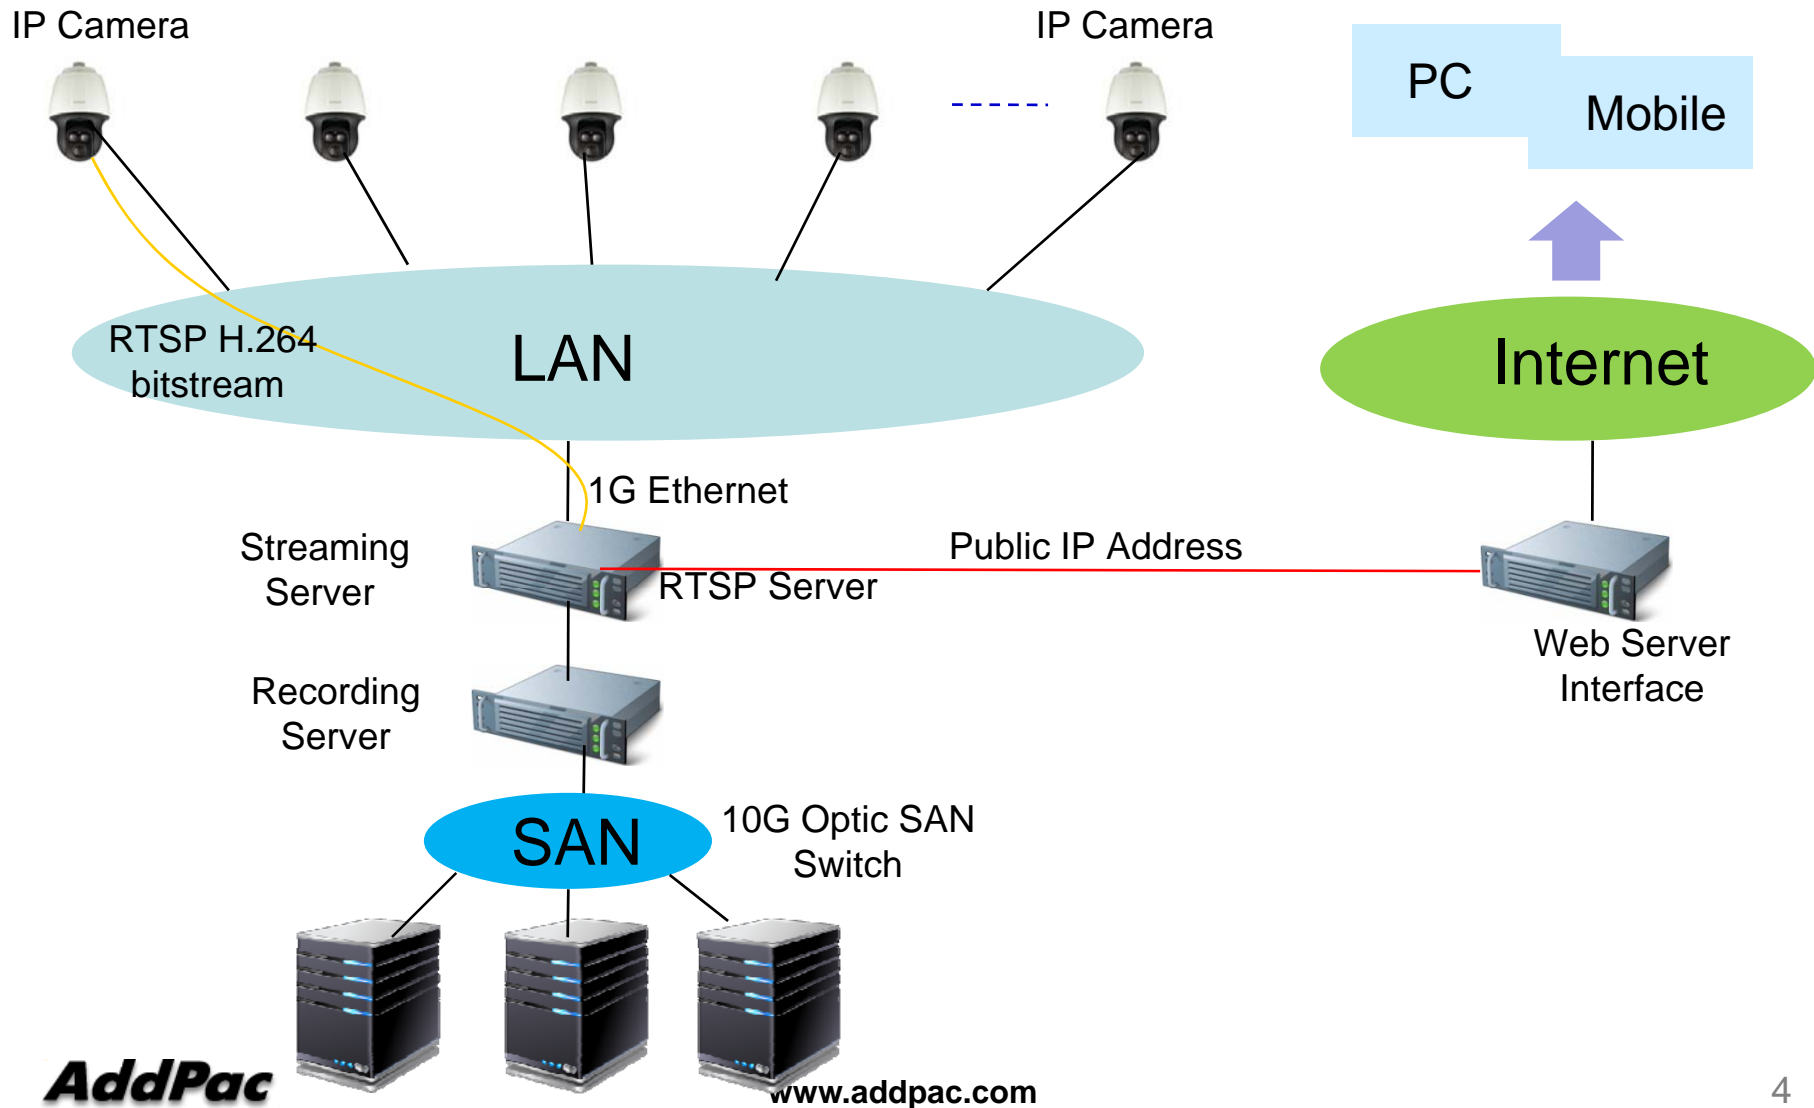 IP Camera
IP Camera
PC
Mobile
RTSP H.264
bitstream
LAN
Internet
1G Ethernet
Streaming
Server
RTSP Server
Public IP Address
Web Server
Interface
Recording
Server
SAN
10G Optic SAN
Switch
AddPac
www.addpac.com
4